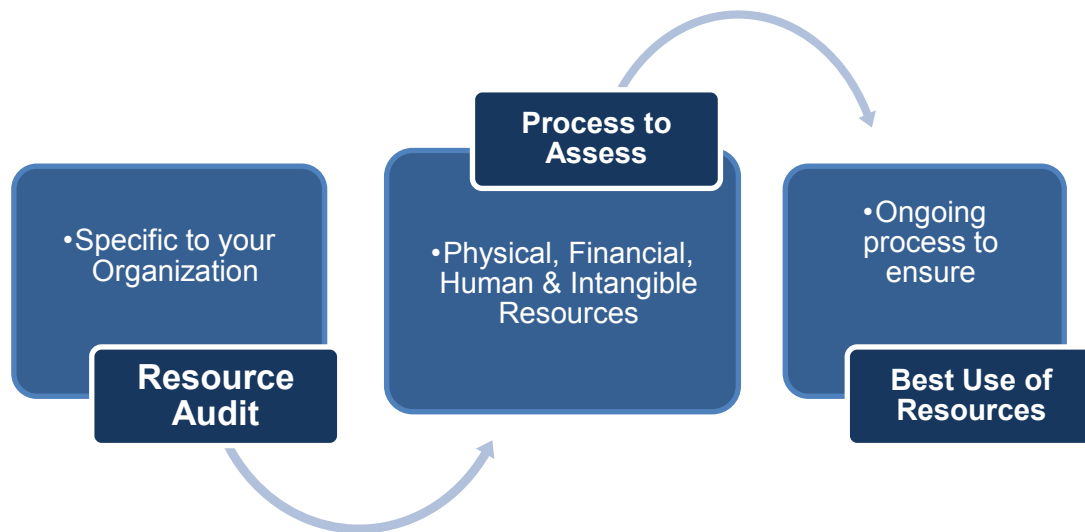 •Specific to your
Organization
Resource
Audit
Process to
Assess
•Physical, Financial,
Human & Intangible
Resources
•Ongoing
process to
ensure
Best Use of
Resources